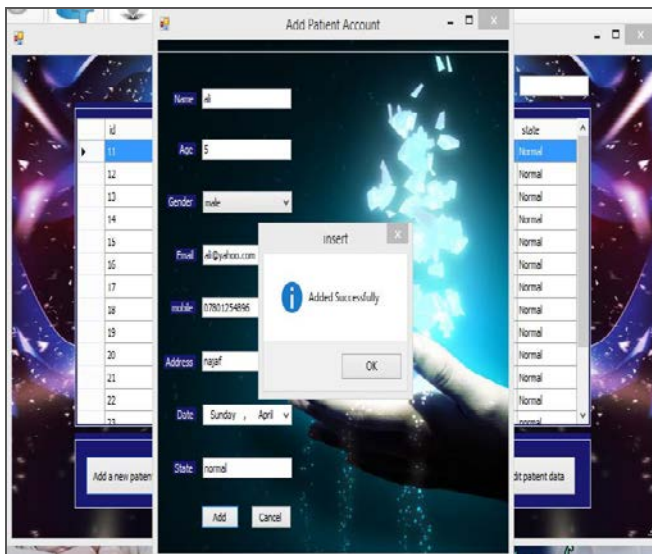 Add Patient Account
id
state
11
Normal
12
Normal
13
Normal
14
Normal
15
Normal
16
Normal
17
Normal
18
Normal
19
Normal
20
Normal
21
Normal
22
Normal
23
normal
Name
ali
Age
5
Gender
male
Email
ali@yahoo.com
mobile
07801254896
Address
najaf
Date
Sunday , April
State
normal
Add
Cancel
insert
Added Successfully
OK
Add a new patien
dit patient data